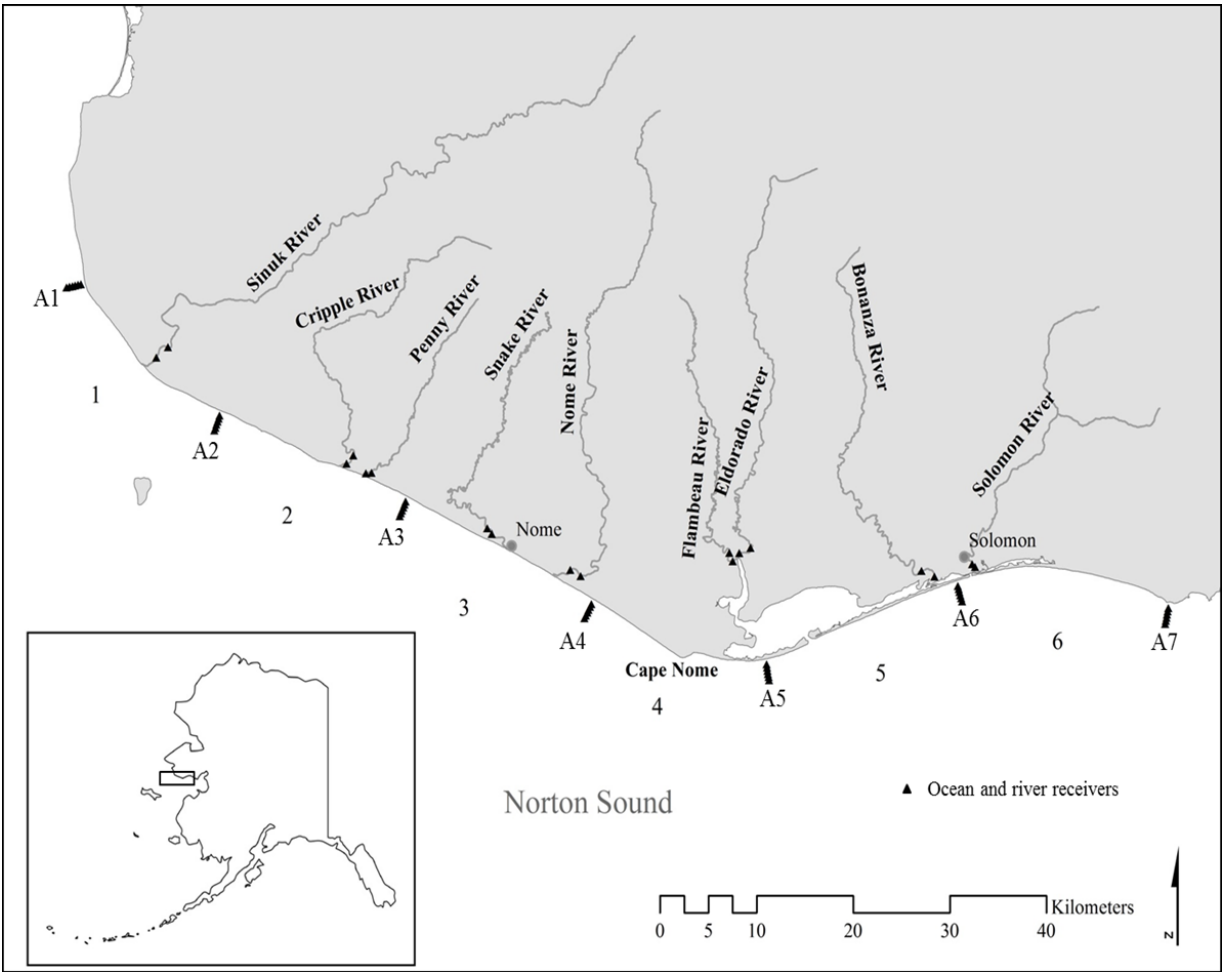 Sinuk River
Cripple River
Penny River
Snake River
Nome River
Flambeau River
Eldorado River
Bonanza River
Solomon River
A1
1
A2
2
A3
Nome
3
A4
Cape Nome
4
A5
5
Solomon
A6
6
A7
Norton Sound
Ocean and river receivers
Kilometers
0 5 10 20 30 40
N